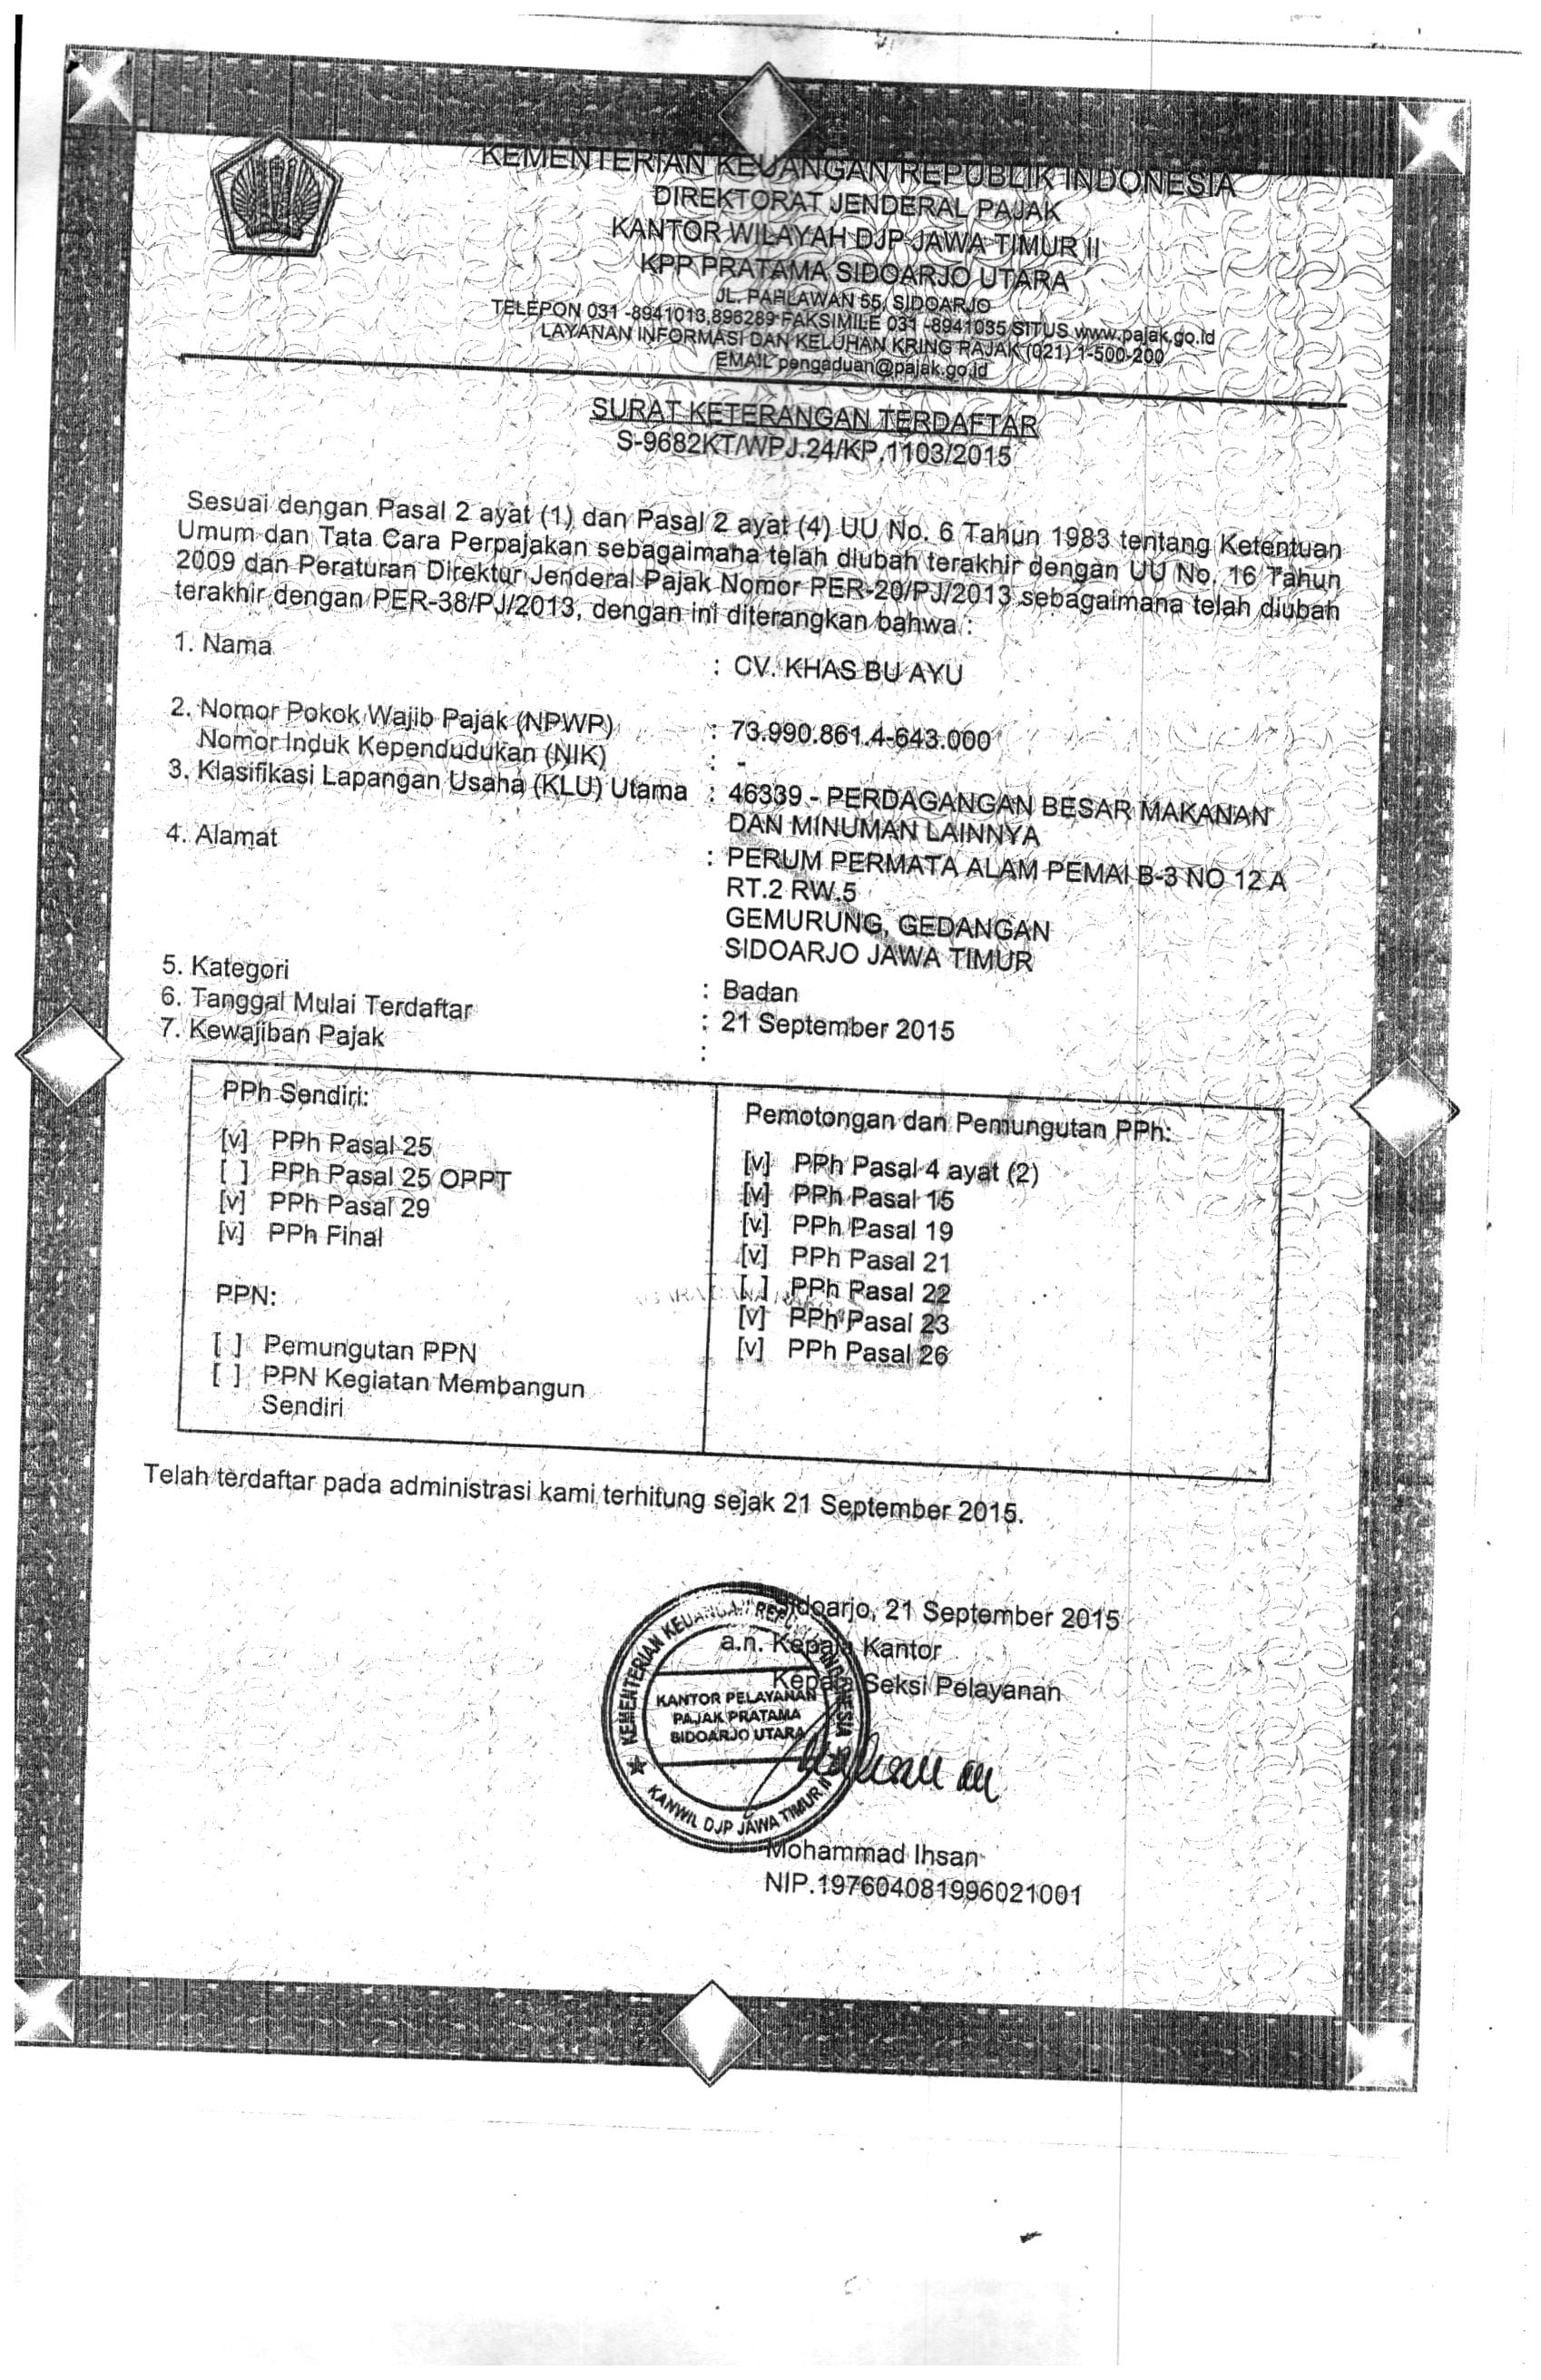 KEMENTERIAN KEUANGAN REPUBLIK INDONESIA
DIREKTORAT JENDERAL PAJAK
KANTOR WILAYAH DJP JAWA TIMUR II
KPP PRATAMA SIDOARJO UTARA
JL. PAHLAWAN 55, SIDOARJO
TELEPON 031 -8941013,896289 FAKSIMILE 031 -8941035 SITUS www.pajak.go.id
LAYANAN INFORMASI DAN KELUHAN KRING PAJAK (021) 1-500-200
EMAIL pengaduan@pajak.go.id
SURAT KETERANGAN TERDAFTAR
S-9682KT/WPJ.24/KP.1103/2015
Sesuai dengan Pasal 2 ayat (1) dan Pasal 2 ayat (4) UU No. 6 Tahun 1983 tentang Ketentuan
Umum dan Tata Cara Perpajakan sebagaimana telah diubah terakhir dengan UU No. 16 Tahun
2009 dan Peraturan Direktur Jenderal Pajak Nomor PER-20/PJ/2013 sebagaimana telah diubah
terakhir dengan PER-38/PJ/2013, dengan ini diterangkan bahwa :
1. Nama : CV. KHAS BU AYU
2. Nomor Pokok Wajib Pajak (NPWP) : 73.990.861.4-643.000
Nomor Induk Kependudukan (NIK) : -
3. Klasifikasi Lapangan Usaha (KLU) Utama : 46339 - PERDAGANGAN BESAR MAKANAN
DAN MINUMAN LAINNYA
4. Alamat : PERUM PERMATA ALAM PEMAI B-3 NO 12 A
RT.2 RW.5
GEMURUNG, GEDANGAN
SIDOARJO JAWA TIMUR
5. Kategori : Badan
6. Tanggal Mulai Terdaftar : 21 September 2015
7. Kewajiban Pajak :
PPh Sendiri:
[v] PPh Pasal 25
[ ] PPh Pasal 25 OPPT
[v] PPh Pasal 29
[v] PPh Final
PPN:
[ ] Pemungutan PPN
[ ] PPN Kegiatan Membangun
Sendiri
Pemotongan dan Pemungutan PPh:
[v] PPh Pasal 4 ayat (2)
[v] PPh Pasal 15
[v] PPh Pasal 19
[v] PPh Pasal 21
[ ] PPh Pasal 22
[v] PPh Pasal 23
[v] PPh Pasal 26
Telah terdaftar pada administrasi kami terhitung sejak 21 September 2015.
Sidoarjo, 21 September 2015
a.n. Kepala Kantor
Kepala Seksi Pelayanan
KEMENTERIAN KEUANGAN REPUBLIK INDONESIA
KANTOR PELAYANAN
PAJAK PRATAMA
SIDOARJO UTARA
KANWIL DJP JAWA TIMUR II
Mohammad Ihsan
NIP.197604081996021001